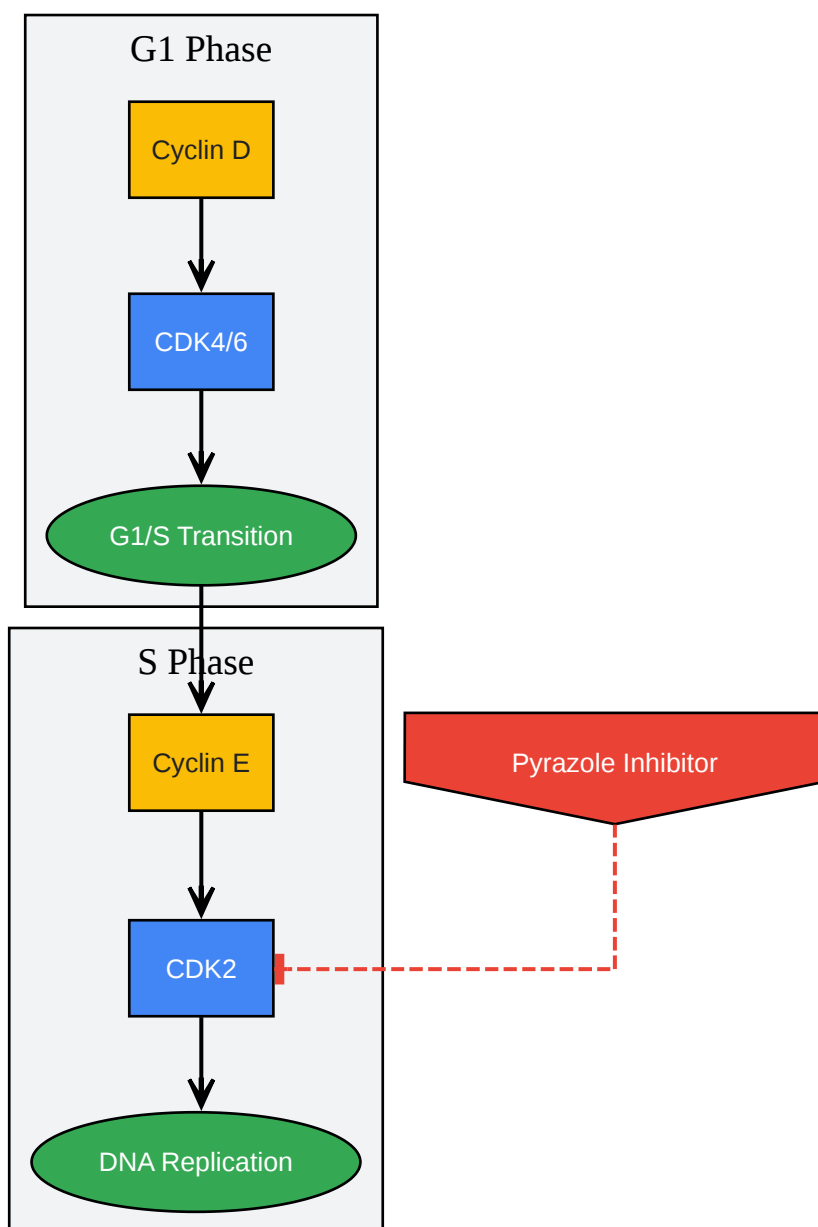 G1 Phase
Cyclin D
CDK4/6
G1/S Transition
S Phase
Cyclin E
Pyrazole Inhibitor
CDK2
DNA Replication